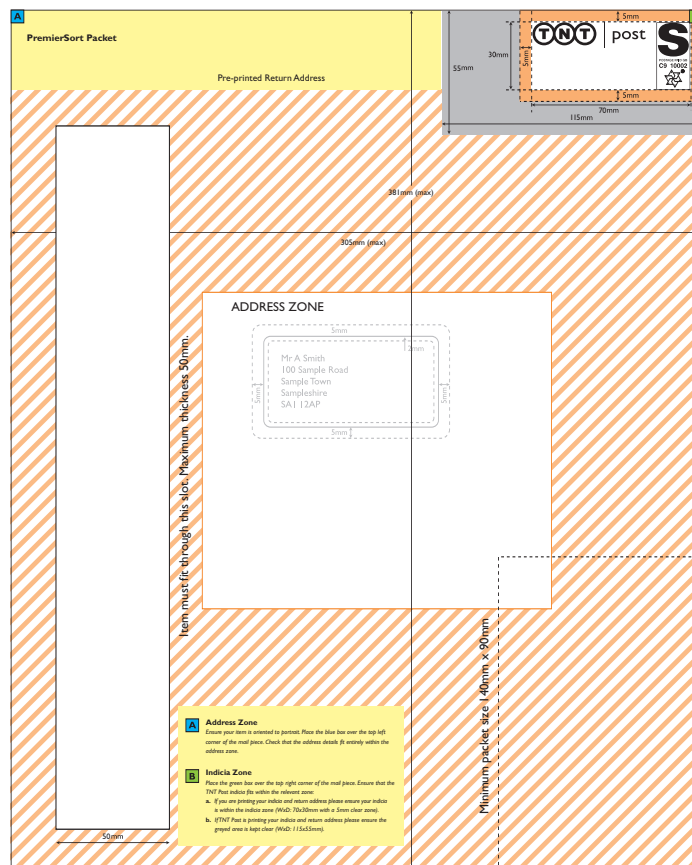 A
PremierSort Packet
Pre-printed Return Address
55mm
30mm
5mm
TNT post
S
C9 10002
5mm
5mm
70mm
115mm
381mm (max)
305mm (max)
Item must fit through this slot. Maximum thickness 50mm.
ADDRESS ZONE
5mm
2mm
Mr A Smith
100 Sample Road
Sample Town
Sampleshire
SA1 12AP
5mm
5mm
5mm
Minimum packet size 140mm x 90mm
A Address Zone
Ensure your item is oriented to portrait. Place the blue box over the top left
corner of the mail piece. Check that the address details fit entirely within the
address zone.
B Indicia Zone
Place the green box over the top right corner of the mail piece. Ensure that the
TNT Post indicia fits within the relevant zone:
a. If you are printing your indicia and return address please ensure your indicia
is within the indicia zone (WxD: 70x30mm with a 5mm clear zone).
b. If TNT Post is printing your indicia and return address please ensure the
greyed area is kept clear (WxD: 115x55mm).
50mm